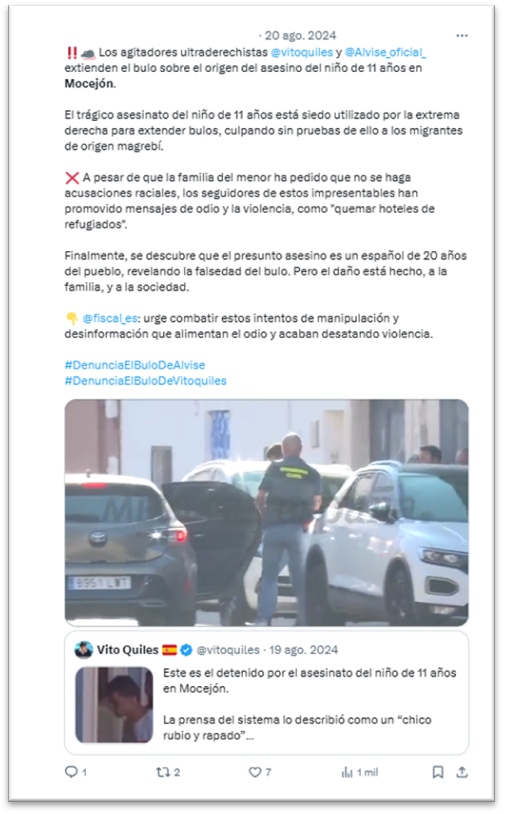 · 20 ago. 2024 ···
‼️🦔 Los agitadores ultraderechistas @vitoquiles y @Alvise_oficial_
extienden el bulo sobre el origen del asesino del niño de 11 años en
Mocejón.
El trágico asesinato del niño de 11 años está siedo utilizado por la extrema
derecha para extender bulos, culpando sin pruebas de ello a los migrantes
de origen magrebí.
❌ A pesar de que la familia del menor ha pedido que no se haga
acusaciones raciales, los seguidores de estos impresentables han
promovido mensajes de odio y la violencia, como "quemar hoteles de
refugiados".
Finalmente, se descubre que el presunto asesino es un español de 20 años
del pueblo, revelando la falsedad del bulo. Pero el daño está hecho, a la
familia, y a la sociedad.
👇 @fiscal_es: urge combatir estos intentos de manipulación y
desinformación que alimentan el odio y acaban desatando violencia.
#DenunciaElBuloDeAlvise
#DenunciaElBuloDeVitoquiles
8951 LWT
Vito Quiles 🇪🇸 @vitoquiles · 19 ago. 2024
Este es el detenido por el asesinato del niño de 11 años
en Mocejón.
La prensa del sistema lo describió como un “chico
rubio y rapado”...
1 2 7 1 mil